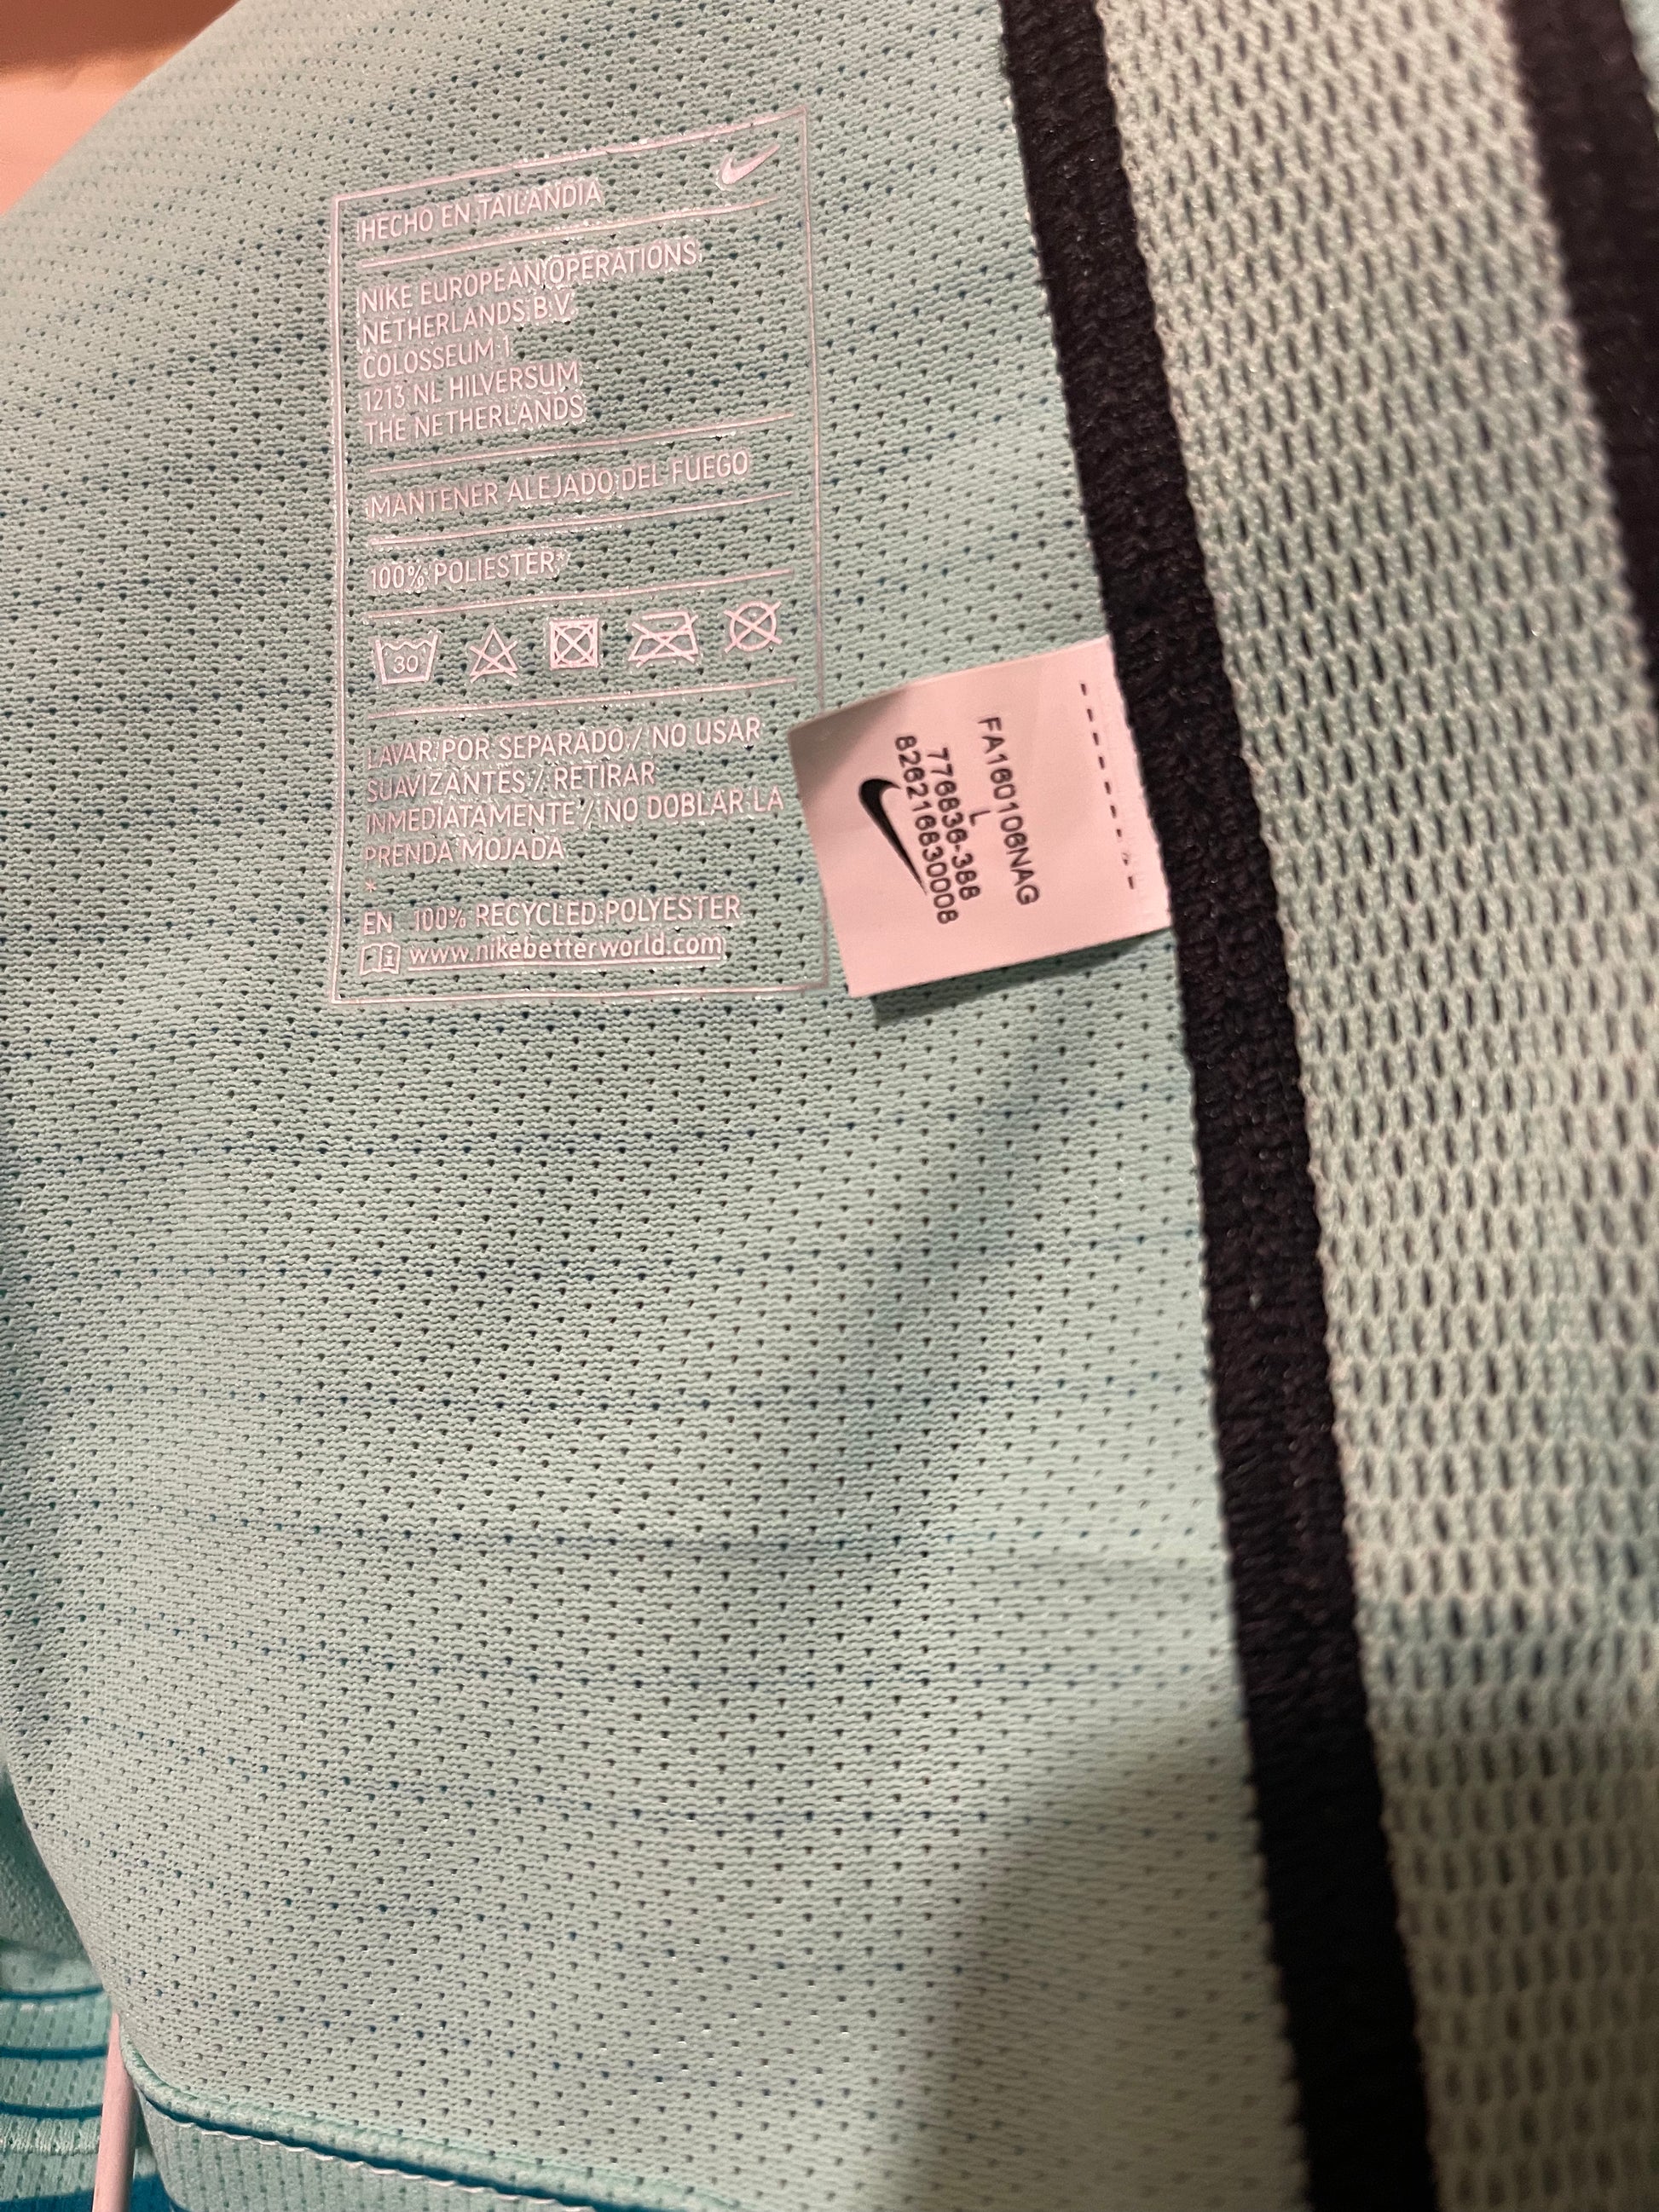 HECHO EN TAILANDIA
NIKE EUROPEAN OPERATIONS
NETHERLANDS B.V.
COLOSSEUM 1
1213 NL HILVERSUM
THE NETHERLANDS
MANTENER ALEJADO DEL FUEGO
100% POLIESTER*
30
LAVAR POR SEPARADO / NO USAR
SUAVIZANTES / RETIRAR
INMEDIATAMENTE / NO DOBLAR LA
PRENDA MOJADA
*
EN 100% RECYCLED POLYESTER
www.nikebetterworld.com
FA160106NAG
L
776836-388
826216830008